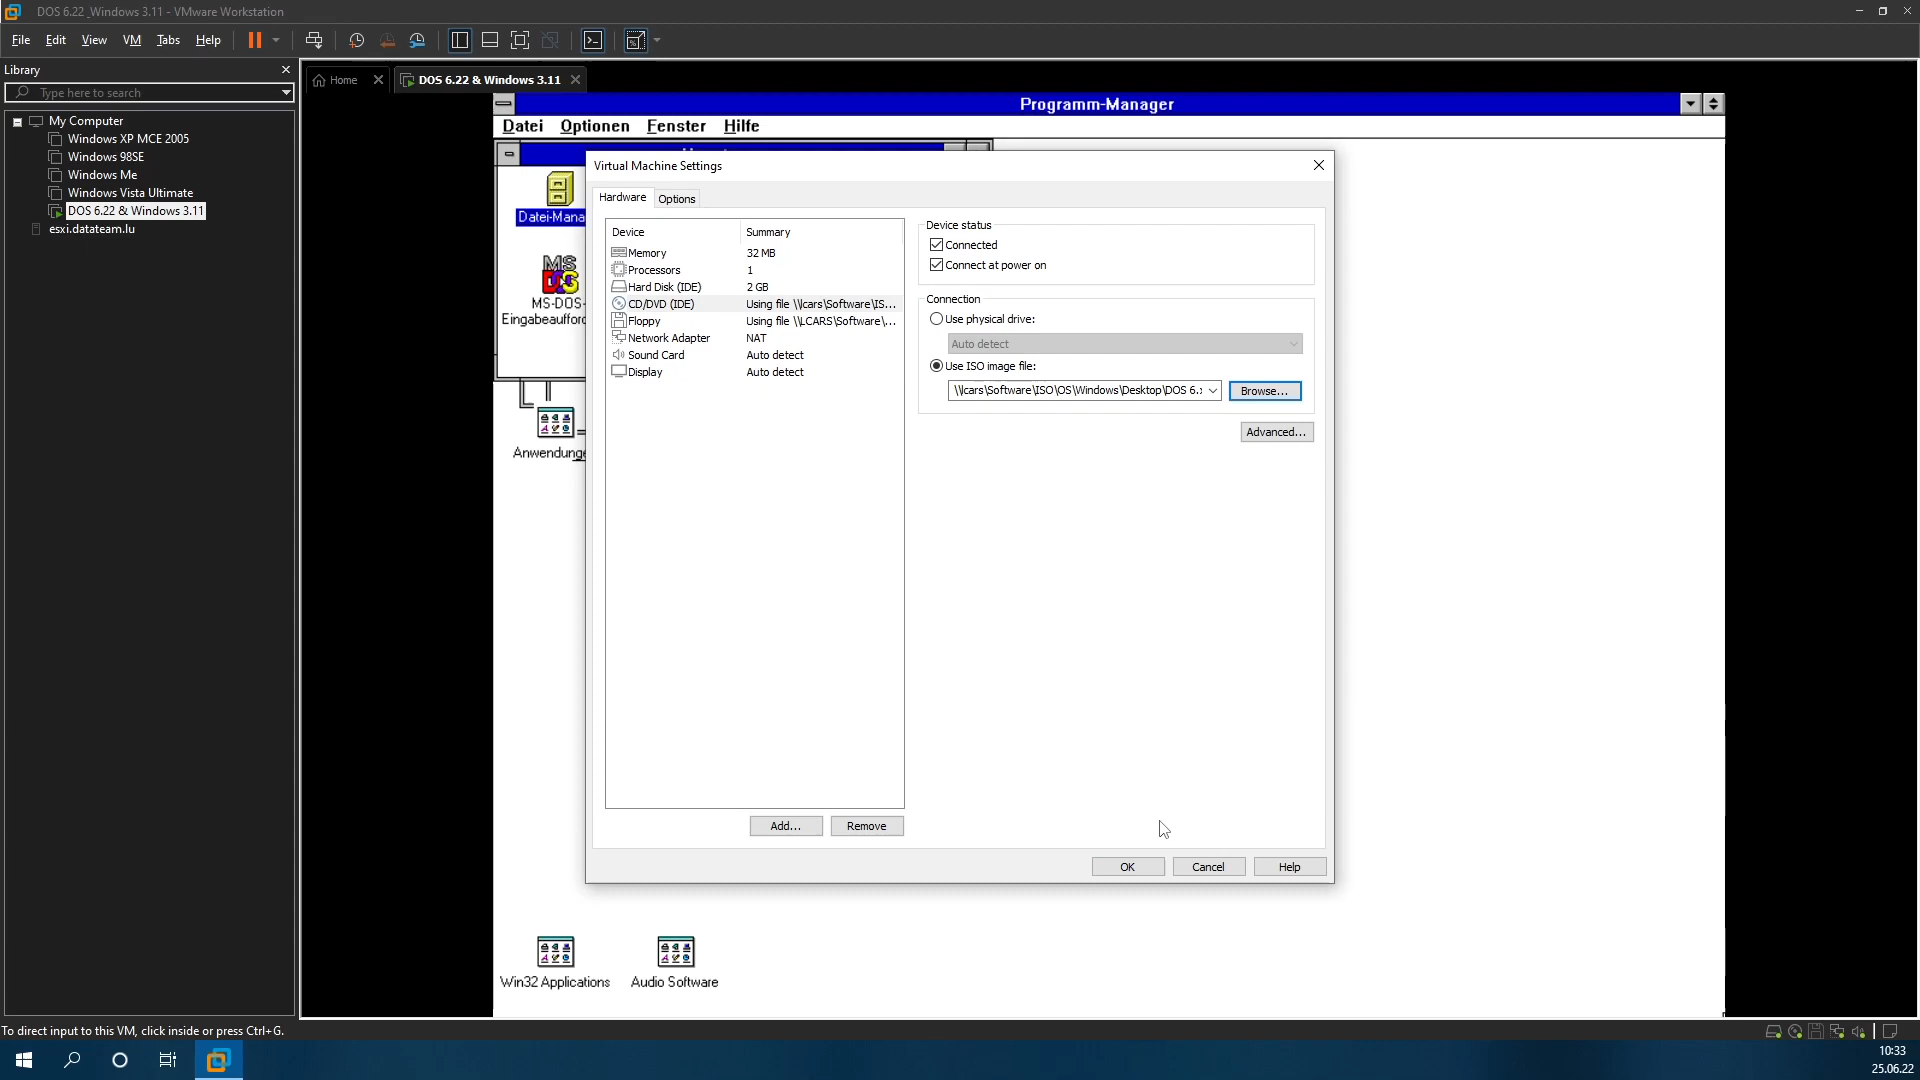 DOS 6.22_Windows 3.11 - VMware Workstation
File Edit View VM Tabs Help
Library
Type here to search
My Computer
Windows XP MCE 2005
Windows 98SE
Windows Me
Windows Vista Ultimate
DOS 6.22 & Windows 3.11
esxi.datateam.lu
Home
DOS 6.22 & Windows 3.11
Programm-Manager
Datei Optionen Fenster Hilfe
Datei-Mana
MS-DOS-
Eingabeauffor
Anwendunge
Virtual Machine Settings
Hardware Options
Device Summary
Memory 32 MB
Processors 1
Hard Disk (IDE) 2 GB
CD/DVD (IDE) Using file \\lcars\Software\IS...
Floppy Using file \\LCARS\Software\...
Network Adapter NAT
Sound Card Auto detect
Display Auto detect
Add... Remove
Device status
Connected
Connect at power on
Connection
Use physical drive:
Auto detect
Use ISO image file:
\\lcars\Software\ISO\OS\Windows\Desktop\DOS 6.x Browse...
Advanced...
OK Cancel Help
Win32 Applications Audio Software
To direct input to this VM, click inside or press Ctrl+G.
10:33
25.06.22